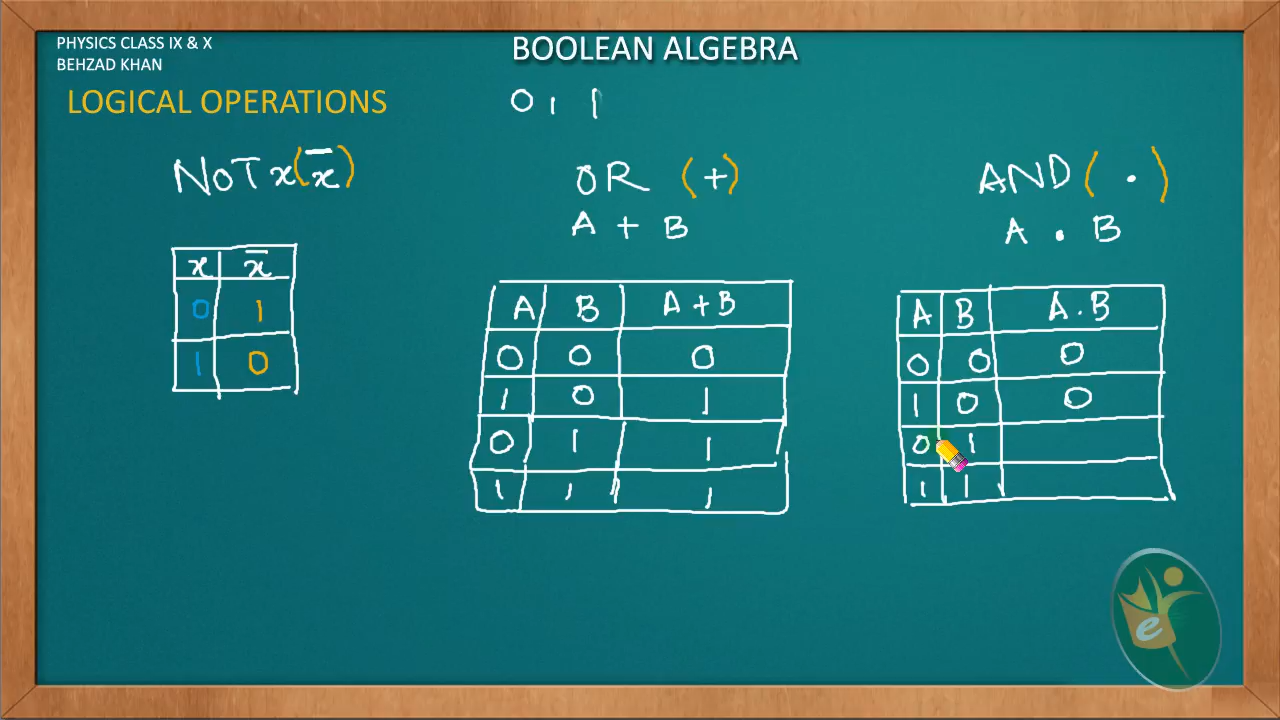 PHYSICS CLASS IX & X
BEHZAD KHAN
BOOLEAN ALGEBRA
LOGICAL OPERATIONS
0, 1
NOT x (x̅)
x x̅
0 1
1 0
OR (+)
A + B
A B A + B
0 0 0
1 0 1
0 1 1
1 1 1
AND ( . )
A . B
A B A . B
0 0 0
1 0 0
0 1
1 1
e